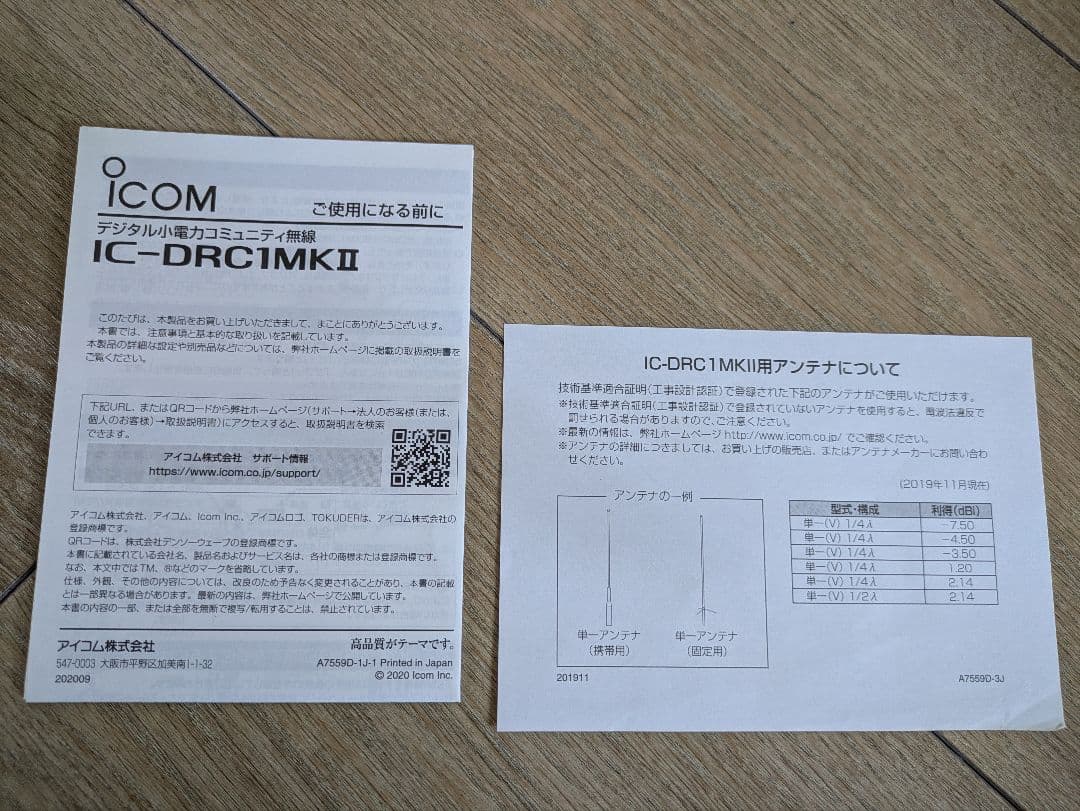 ICOM
ご使用になる前に
デジタル小電力コミュニティ無線
IC-DRC1MKⅡ
このたびは、本製品をお買い上げいただきまして、まことにありがとうございます。
本書では、注意事項と基本的な取り扱いを記載しています。
本製品の詳細な設定や別売品などについては、弊社ホームページに掲載の取扱説明書を
ご覧ください。
下記URL、またはQRコードから弊社ホームページ(サポート→法人のお客様(または、
個人のお客様)→取扱説明書)にアクセスすると、取扱説明書を検索
できます。
アイコム株式会社 サポート情報
https://www.icom.co.jp/support/
アイコム株式会社、アイコム、Icom Inc.、アイコムロゴ、TOKUDERは、アイコム株式会社の
登録商標です。
QRコードは、株式会社デンソーウェーブの登録商標です。
本書に記載されている会社名、製品名およびサービス名は、各社の商標または登録商標です。
なお、本文中ではTM、®などのマークを省略しています。
仕様、外観、その他の内容については、改良のため予告なく変更されることがあり、本書の記載
とは一部異なる場合があります。最新の内容は、弊社ホームページで公開しています。
本書の内容の一部、または全部を無断で複写/転用することは、禁止されています。
アイコム株式会社
高品質がテーマです。
547-0003 大阪市平野区加美南1-1-32
A7559D-1J-1 Printed in Japan
202009
© 2020 Icom Inc.
IC-DRC1MKII用アンテナについて
技術基準適合証明(工事設計認証)で登録された下記のアンテナがご使用いただけます。
※技術基準適合証明(工事設計認証)で登録されていないアンテナを使用すると、電波法違反で
罰せられる場合がありますので、ご注意ください。
※最新の情報は、弊社ホームページ http://www.icom.co.jp/ でご確認ください。
※アンテナの詳細につきましては、お買い上げの販売店、またはアンテナメーカーにお問い合わ
せください。
(2019年11月現在)
アンテナの一例
単一アンテナ
(携帯用)
単一アンテナ
(固定用)
型式・構成 利得(dBi)
単一(V) 1/4λ -7.50
単一(V) 1/4λ -4.50
単一(V) 1/4λ -3.50
単一(V) 1/4λ 1.20
単一(V) 1/4λ 2.14
単一(V) 1/2λ 2.14
201911
A7559D-3J